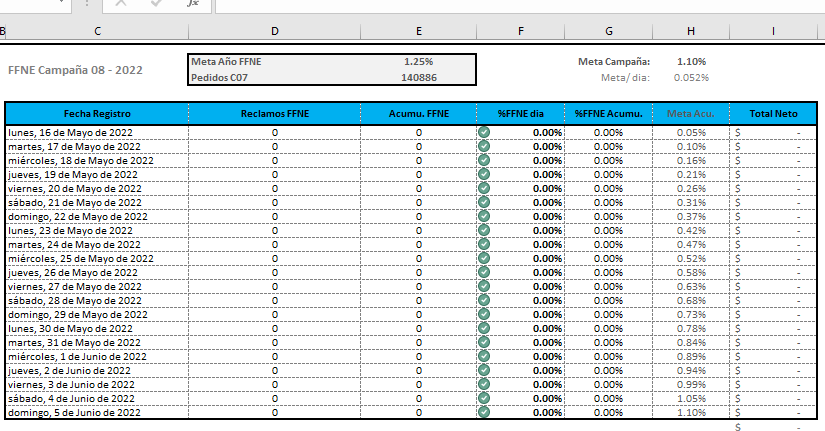 fx
B C D E F G H I
Meta Año FFNE 1.25% Meta Campaña: 1.10%
FFNE Campaña 08 - 2022
Pedidos C07 140886 Meta/dia: 0.052%
Fecha Registro Reclamos FFNE Acumu. FFNE %FFNE dia %FFNE Acumu. Meta Acu. Total Neto
lunes, 16 de Mayo de 2022 0 0 0.00% 0.00% 0.05% $ -
martes, 17 de Mayo de 2022 0 0 0.00% 0.00% 0.10% $ -
miércoles, 18 de Mayo de 2022 0 0 0.00% 0.00% 0.16% $ -
jueves, 19 de Mayo de 2022 0 0 0.00% 0.00% 0.21% $ -
viernes, 20 de Mayo de 2022 0 0 0.00% 0.00% 0.26% $ -
sábado, 21 de Mayo de 2022 0 0 0.00% 0.00% 0.31% $ -
domingo, 22 de Mayo de 2022 0 0 0.00% 0.00% 0.37% $ -
lunes, 23 de Mayo de 2022 0 0 0.00% 0.00% 0.42% $ -
martes, 24 de Mayo de 2022 0 0 0.00% 0.00% 0.47% $ -
miércoles, 25 de Mayo de 2022 0 0 0.00% 0.00% 0.52% $ -
jueves, 26 de Mayo de 2022 0 0 0.00% 0.00% 0.58% $ -
viernes, 27 de Mayo de 2022 0 0 0.00% 0.00% 0.63% $ -
sábado, 28 de Mayo de 2022 0 0 0.00% 0.00% 0.68% $ -
domingo, 29 de Mayo de 2022 0 0 0.00% 0.00% 0.73% $ -
lunes, 30 de Mayo de 2022 0 0 0.00% 0.00% 0.78% $ -
martes, 31 de Mayo de 2022 0 0 0.00% 0.00% 0.84% $ -
miércoles, 1 de Junio de 2022 0 0 0.00% 0.00% 0.89% $ -
jueves, 2 de Junio de 2022 0 0 0.00% 0.00% 0.94% $ -
viernes, 3 de Junio de 2022 0 0 0.00% 0.00% 0.99% $ -
sábado, 4 de Junio de 2022 0 0 0.00% 0.00% 1.05% $ -
domingo, 5 de Junio de 2022 0 0 0.00% 0.00% 1.10% $ -
$ -